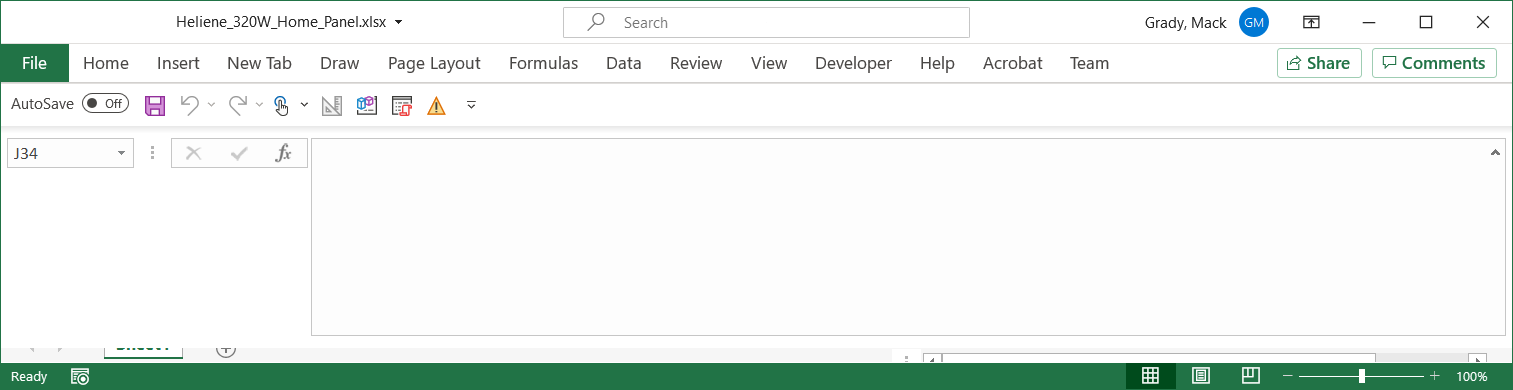 Heliene_320W_Home_Panel.xlsx
Search
Grady, Mack
GM
File Home Insert New Tab Draw Page Layout Formulas Data Review View Developer Help Acrobat Team Share Comments
AutoSave Off
J34
fx
Ready
100%